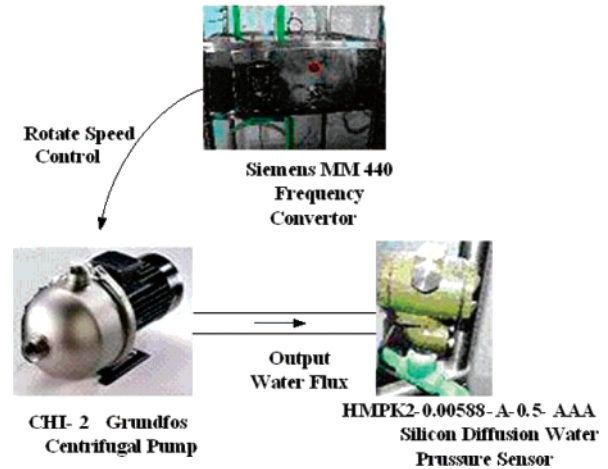 Rotate Speed
Control
Siemens MM 440
Frequency
Convertor
Output
Water Flux
CHI- 2 Grundfos
Centrifugal Pump
HMPK2-0.00588-A-0.5- AAA
Silicon Diffusion Water
Prussure Sensor